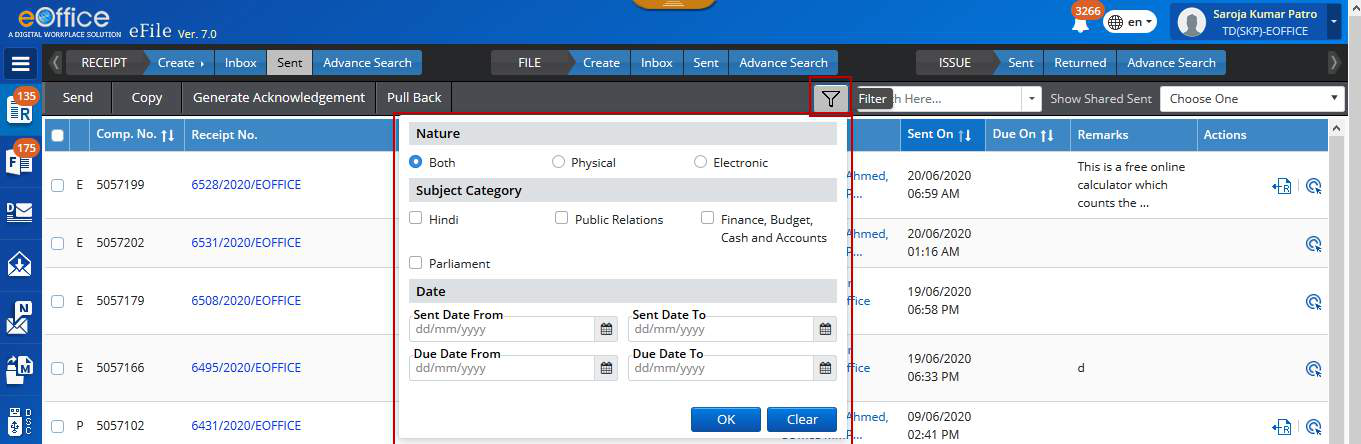 eOffice
A DIGITAL WORKPLACE SOLUTION
eFile Ver. 7.0
3266
en
Saroja Kumar Patro
TD(SKP)-EOFFICE
RECEIPT Create Inbox Sent Advance Search
FILE Create Inbox Sent Advance Search
ISSUE Sent Returned Advance Search
135
R
175
F
D
N
M
DSC
Send Copy Generate Acknowledgement Pull Back
Filter
Here...
Show Shared Sent Choose One
Comp. No. Receipt No. Sent On Due On Remarks Actions
Nature
Both Physical Electronic
Subject Category
Hindi Public Relations Finance, Budget,
Cash and Accounts
Parliament
Date
Sent Date From Sent Date To
dd/mm/yyyy dd/mm/yyyy
Due Date From Due Date To
dd/mm/yyyy dd/mm/yyyy
OK Clear
E 5057199 6528/2020/EOFFICE Ahmed, 20/06/2020
06:59 AM
This is a free online
calculator which
counts the ...
E 5057202 6531/2020/EOFFICE Ahmed, 20/06/2020
01:16 AM
E 5057179 6508/2020/EOFFICE 19/06/2020
06:58 PM
E 5057166 6495/2020/EOFFICE 19/06/2020
06:33 PM
d
P 5057102 6431/2020/EOFFICE Ahmed, 09/06/2020
02:41 PM